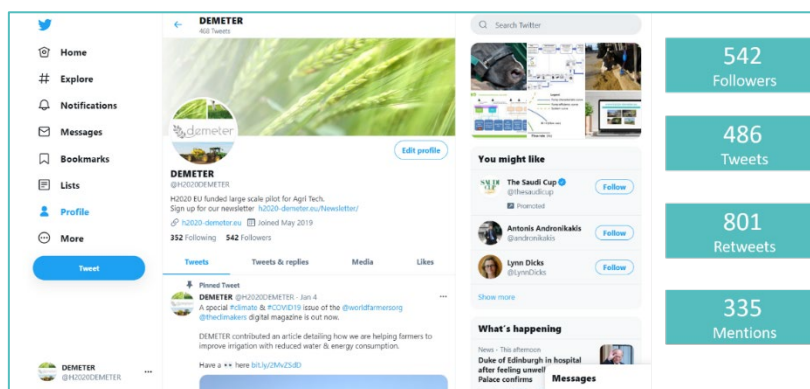 Home
Explore
Notifications
Messages
Bookmarks
Lists
Profile
More
Tweet
DEMETER
@H2020DEMETER
DEMETER
468 Tweets
demeter
Edit profile
DEMETER
@H2020DEMETER
H2020 EU funded large scale pilot for Agri Tech.
Sign up for our newsletter h2020-demeter.eu/Newsletter/
h2020-demeter.eu Joined May 2019
352 Following 542 Followers
Tweets Tweets & replies Media Likes
Pinned Tweet
DEMETER @H2020DEMETER · Jan 4
A special #climate & #COVID19 issue of the @worldfarmersorg
@theclimakers digital magazine is out now.
DEMETER contributed an article detailing how we are helping farmers to
improve irrigation with reduced water & energy consumption.
Have a 👀 here bit.ly/2MvZSdD
Search Twitter
You might like
The Saudi Cup
@thesaudicup
Promoted
Follow
Antonis Andronikakis
@andronikakis
Follow
Lynn Dicks
@LynnDicks
Follow
Show more
What's happening
News · This afternoon
Duke of Edinburgh in hospital
after feeling unwell
Palace confirms
Messages
542
Followers
486
Tweets
801
Retweets
335
Mentions